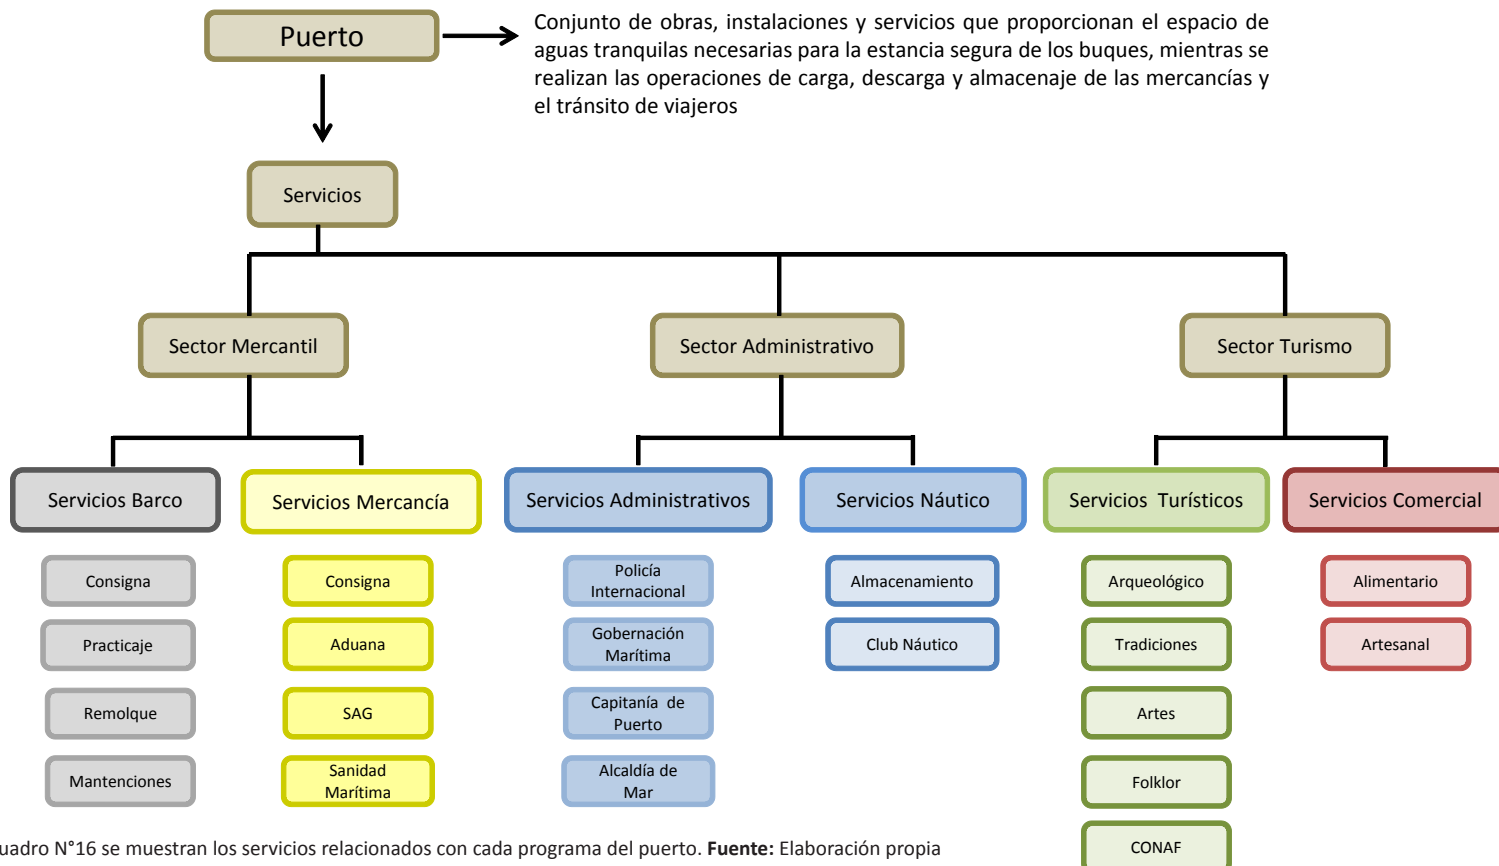 Puerto
Conjunto de obras, instalaciones y servicios que proporcionan el espacio de
aguas tranquilas necesarias para la estancia segura de los buques, mientras se
realizan las operaciones de carga, descarga y almacenaje de las mercancías y
el tránsito de viajeros
Servicios
Sector Mercantil
Sector Administrativo
Sector Turismo
Servicios Barco
Servicios Mercancía
Servicios Administrativos
Servicios Náutico
Servicios Turísticos
Servicios Comercial
Consigna
Practicaje
Remolque
Mantenciones
Consigna
Aduana
SAG
Sanidad
Marítima
Policía
Internacional
Gobernación
Marítima
Capitanía de
Puerto
Alcaldía de
Mar
Almacenamiento
Club Náutico
Arqueológico
Tradiciones
Artes
Folklor
CONAF
Alimentario
Artesanal
uadro N°16 se muestran los servicios relacionados con cada programa del puerto. Fuente: Elaboración propia